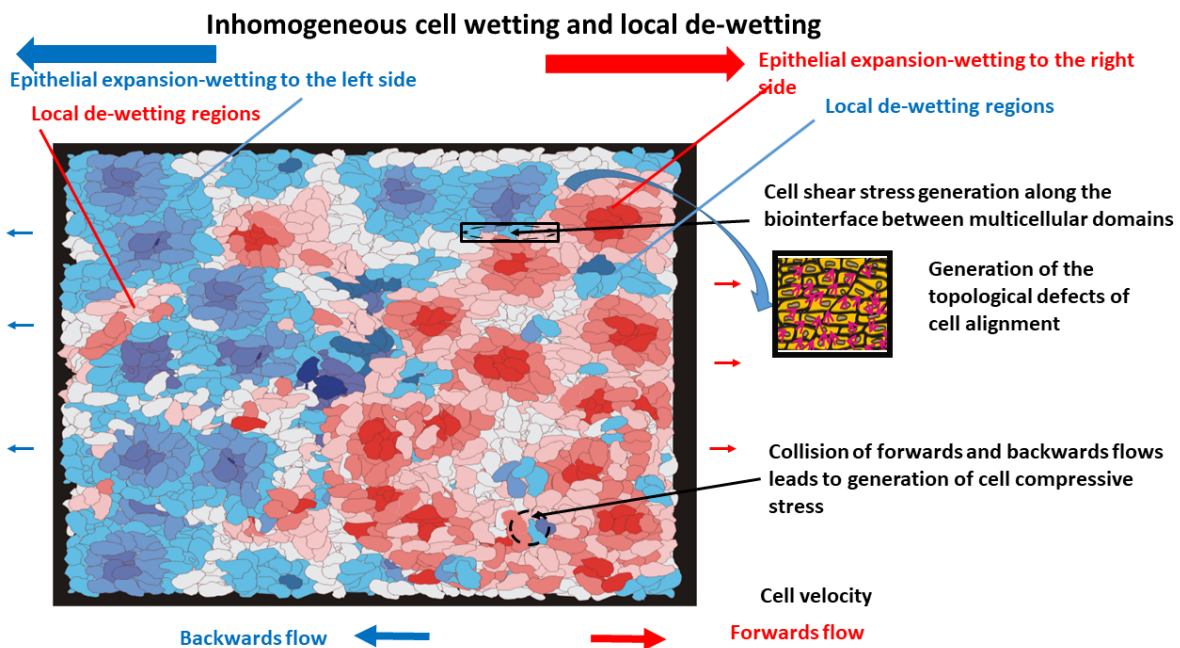 Inhomogeneous cell wetting and local de-wetting
Epithelial expansion-wetting to the left side
Local de-wetting regions
Epithelial expansion-wetting to the right
side
Local de-wetting regions
Cell shear stress generation along the
biointerface between multicellular domains
Generation of the
topological defects of
cell alignment
Collision of forwards and backwards flows
leads to generation of cell compressive
stress
Cell velocity
Backwards flow
Forwards flow